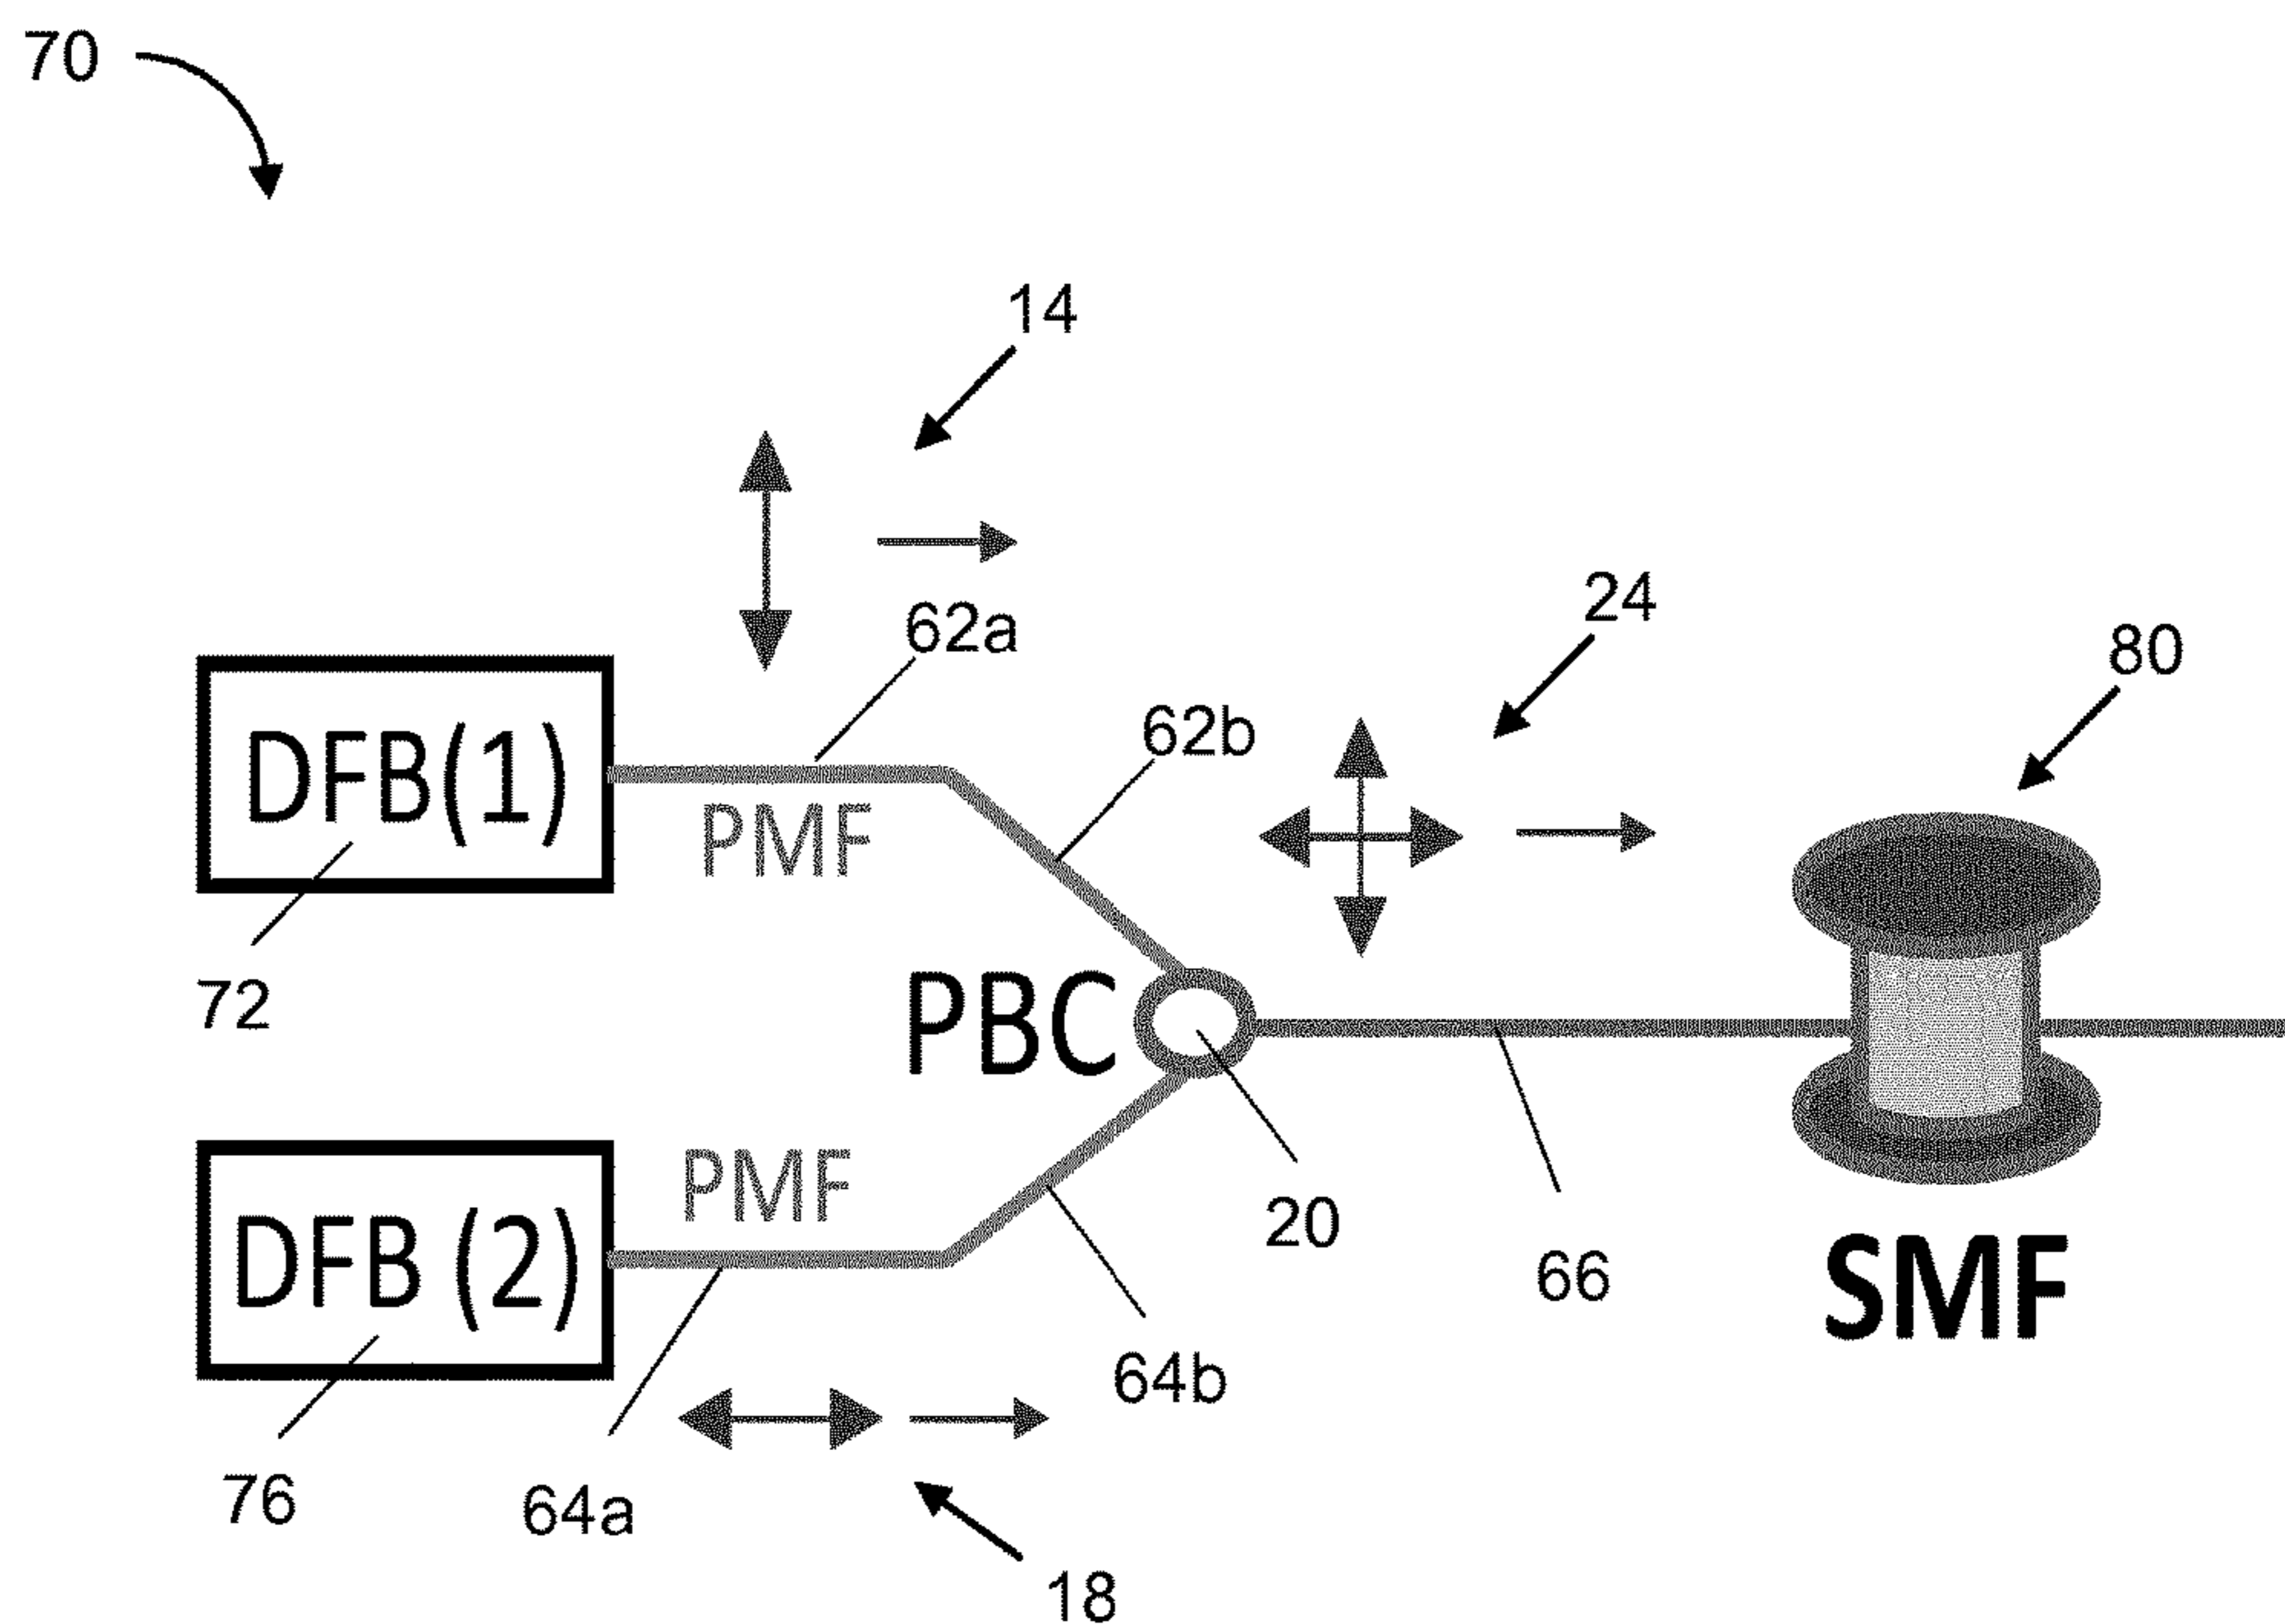 70
14
62a
24
80
62b
DFB(1)
PMF
72
PBC
PMF
20
DFB (2)
66
SMF
64b
76
64a
18